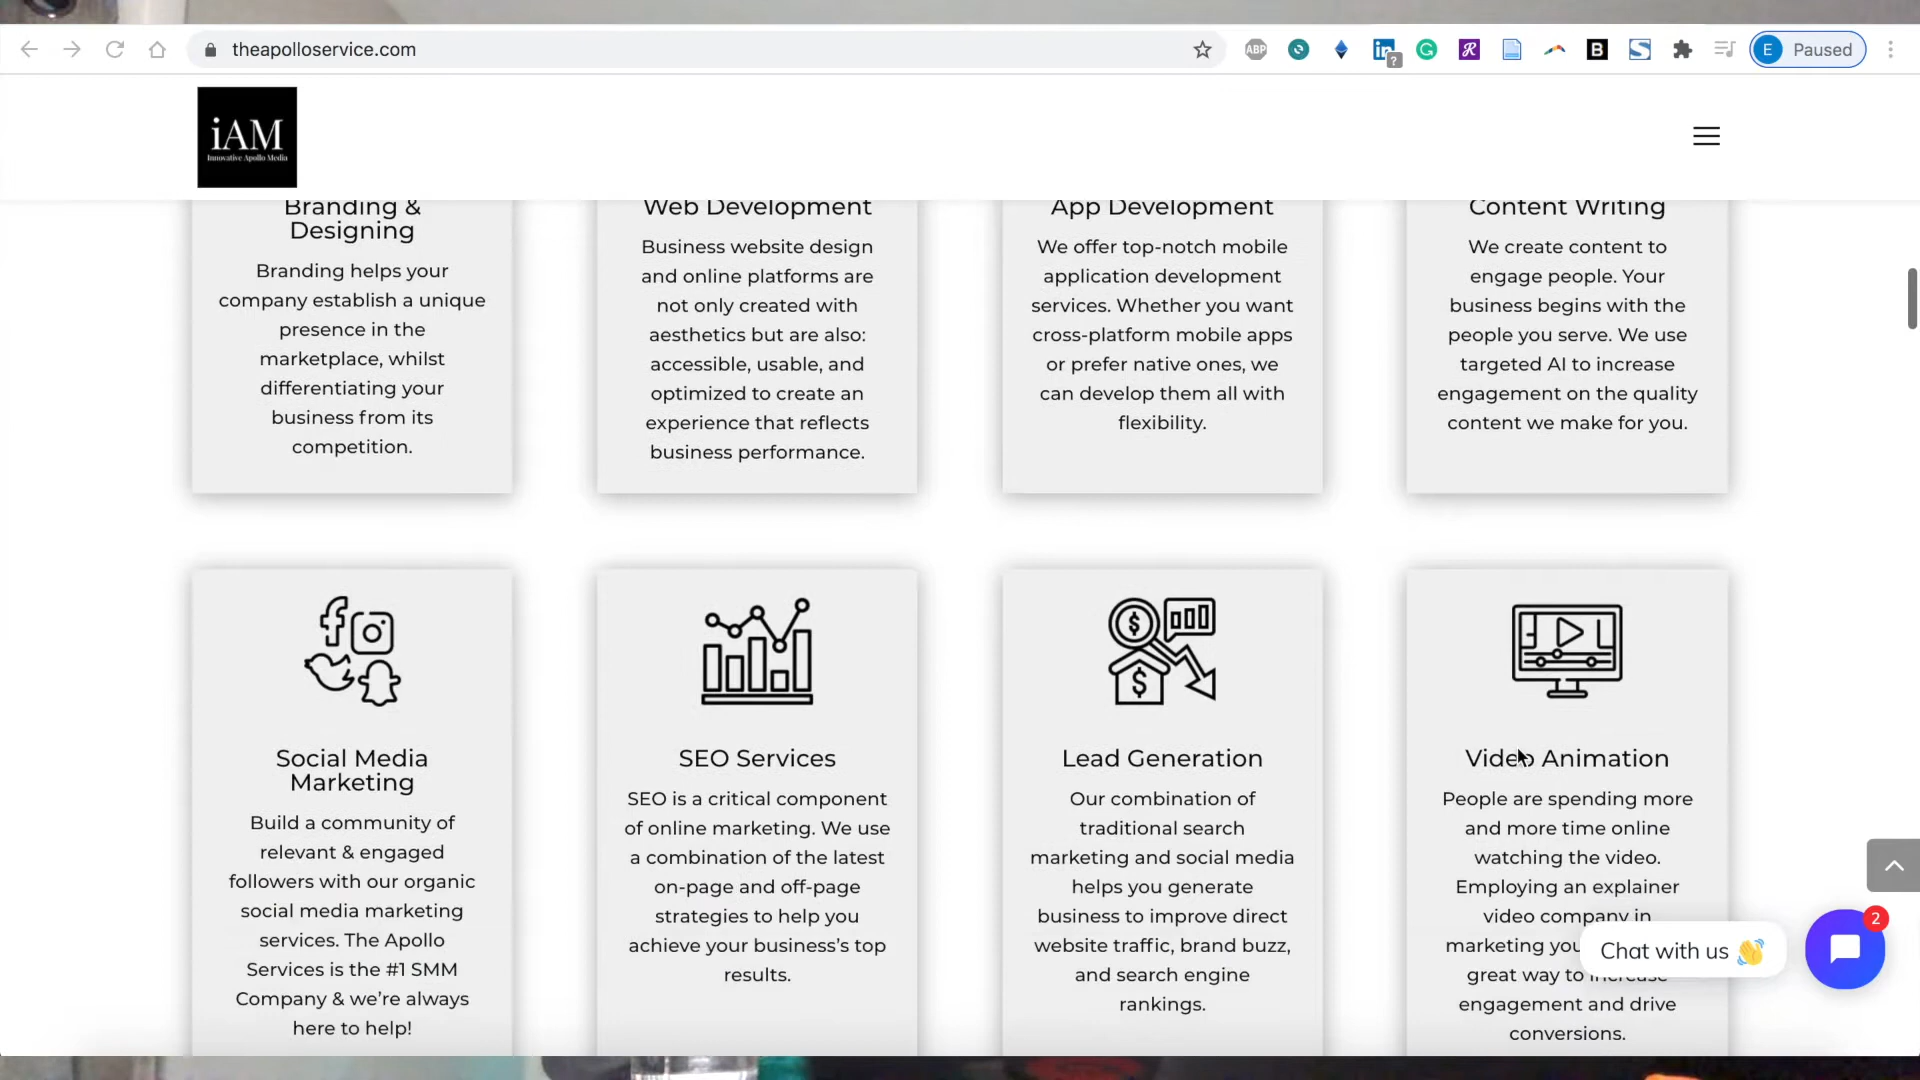 theapolloservice.com
ABP
?
B
E
Paused
iAM
Innovative Apollo Media
Branding &
Designing
Branding helps your
company establish a unique
presence in the
marketplace, whilst
differentiating your
business from its
competition.
Web Development
Business website design
and online platforms are
not only created with
aesthetics but are also:
accessible, usable, and
optimized to create an
experience that reflects
business performance.
App Development
We offer top-notch mobile
application development
services. Whether you want
cross-platform mobile apps
or prefer native ones, we
can develop them all with
flexibility.
Content Writing
We create content to
engage people. Your
business begins with the
people you serve. We use
targeted AI to increase
engagement on the quality
content we make for you.
Social Media
Marketing
Build a community of
relevant & engaged
followers with our organic
social media marketing
services. The Apollo
Services is the #1 SMM
Company & we're always
here to help!
SEO Services
SEO is a critical component
of online marketing. We use
a combination of the latest
on-page and off-page
strategies to help you
achieve your business's top
results.
Lead Generation
Our combination of
traditional search
marketing and social media
helps you generate
business to improve direct
website traffic, brand buzz,
and search engine
rankings.
Video Animation
People are spending more
and more time online
watching the video.
Employing an explainer
video company in
marketing
great way to increase
engagement and drive
conversions.
Chat with us 👋
2